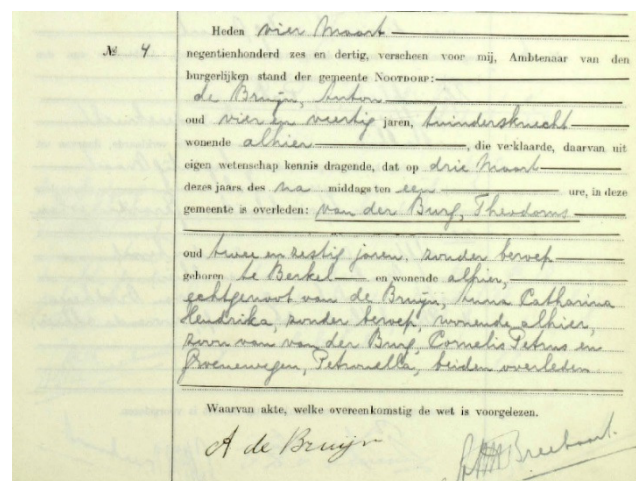 Heden vier Maart
No 4
negentienhonderd zes en dertig, verscheen voor mij, Ambtenaar van den
burgerlijken stand der gemeente NOOTDORP:
de Bruijn, Anton
oud vier en veertig jaren, tuindersknecht
wonende alhier, die verklaarde, daarvan uit
eigen wetenschap kennis dragende, dat op drie Maart
dezes jaars des na middags ten een ure, in deze
gemeente is overleden: van der Burg, Theodorus
oud twee en zestig jaren, zonder beroep
geboren te Berkel en wonende alhier,
echtgenoot van de Bruijn, Anna Catharina
Hendrika, zonder beroep, wonende alhier,
zoon van van der Burg, Cornelis Petrus en
Groenewegen, Petronella, beiden overleden
Waarvan akte, welke overeenkomstig de wet is voorgelezen.
A de Bruijn
Breebaart.